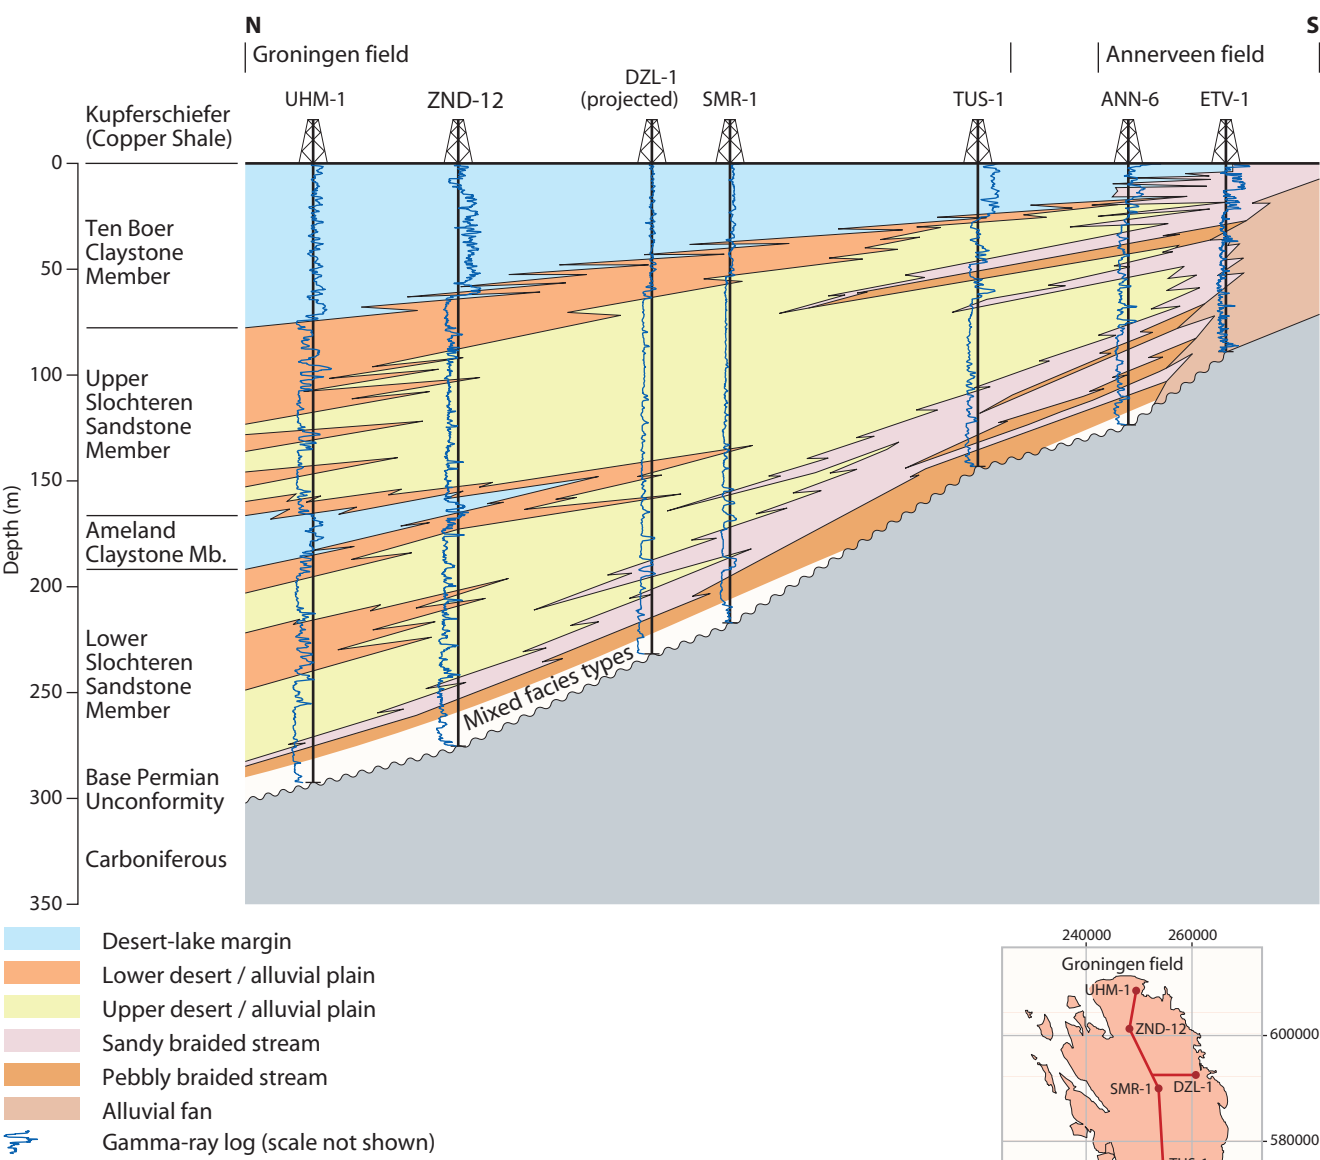 N
S
Groningen field
Annerveen field
UHM-1
ZND-12
DZL-1
(projected)
SMR-1
TUS-1
ANN-6
ETV-1
Kupferschiefer
(Copper Shale)
0
Ten Boer
Claystone
Member
50
100
Upper
Slochteren
Sandstone
Member
150
Ameland
Claystone Mb.
Depth (m)
200
Lower
Slochteren
Sandstone
Member
250
Mixed facies types
Base Permian
Unconformity
300
Carboniferous
350
Desert-lake margin
Lower desert / alluvial plain
Upper desert / alluvial plain
Sandy braided stream
Pebbly braided stream
Alluvial fan
Gamma-ray log (scale not shown)
240000
260000
Groningen field
UHM-1
ZND-12
600000
SMR-1
DZL-1
580000